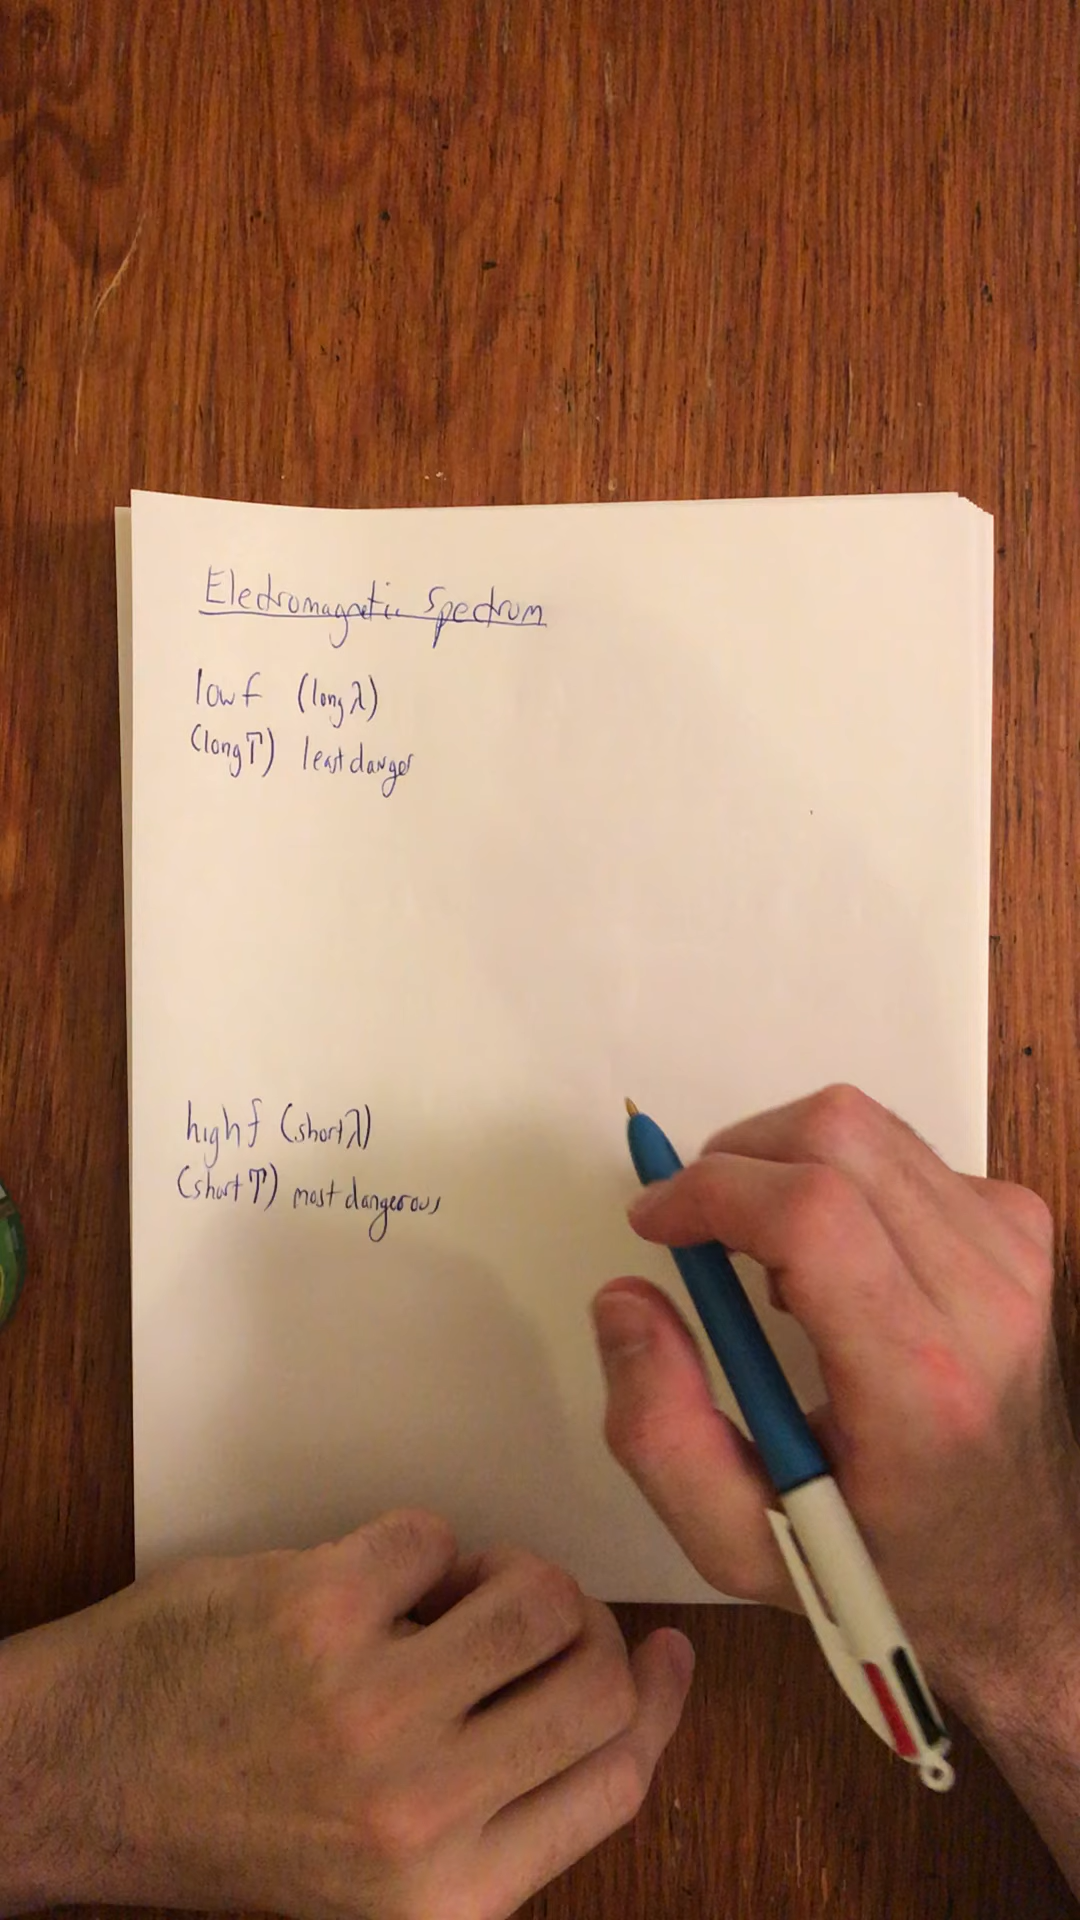 Electromagnetic Spectrum
low f (long λ)
(long T) least danger
high f (short λ)
(short T) most dangerous